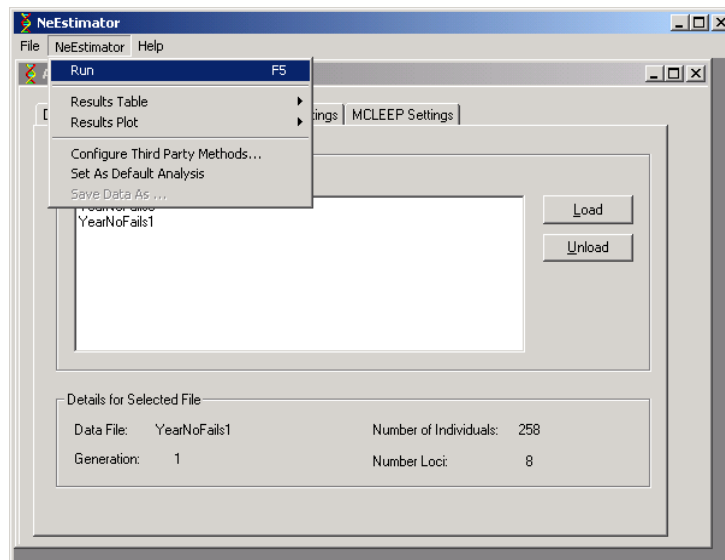 NeEstimator
File NeEstimator Help
Run F5
Results Table
Results Plot
Configure Third Party Methods...
Set As Default Analysis
Save Data As ...
MCLEEP Settings
YearNoFails1
Load
Unload
Details for Selected File
Data File: YearNoFails1 Number of Individuals: 258
Generation: 1 Number Loci: 8